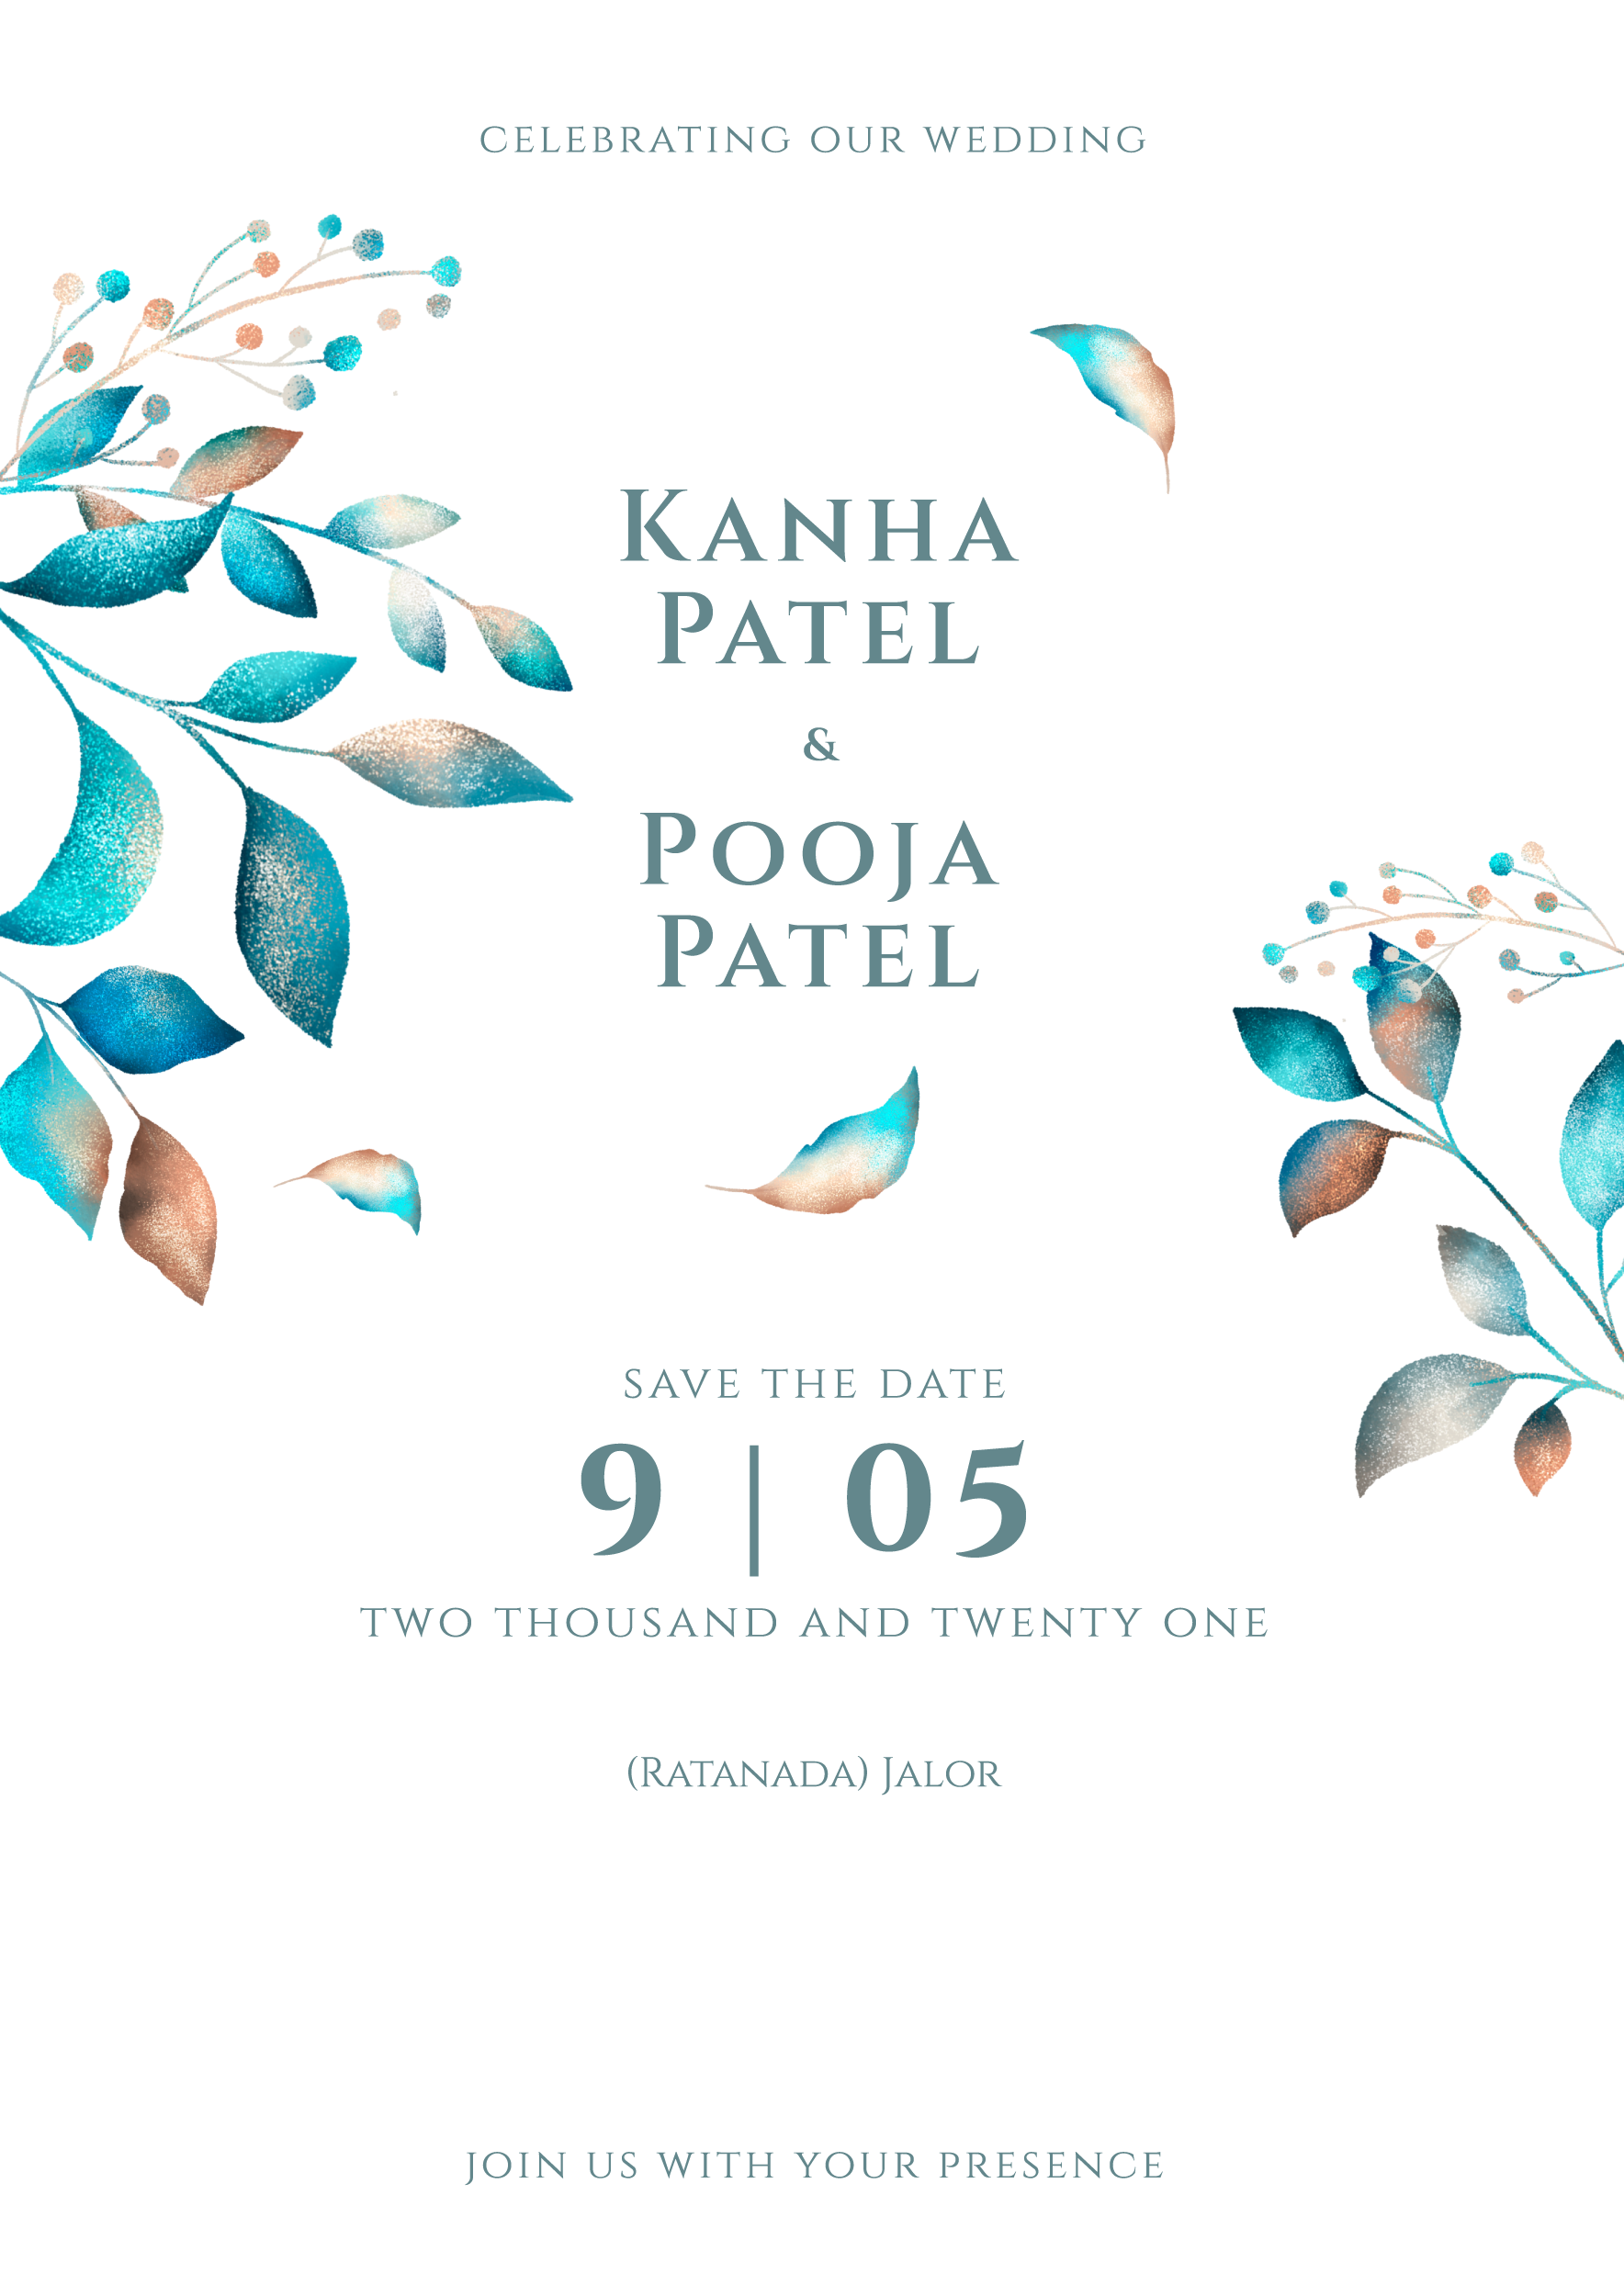 CELEBRATING OUR WEDDING
KANHA
PATEL
&
POOJA
PATEL
SAVE THE DATE
9 | 05
TWO THOUSAND AND TWENTY ONE
(RATANADA) JALOR
JOIN US WITH YOUR PRESENCE